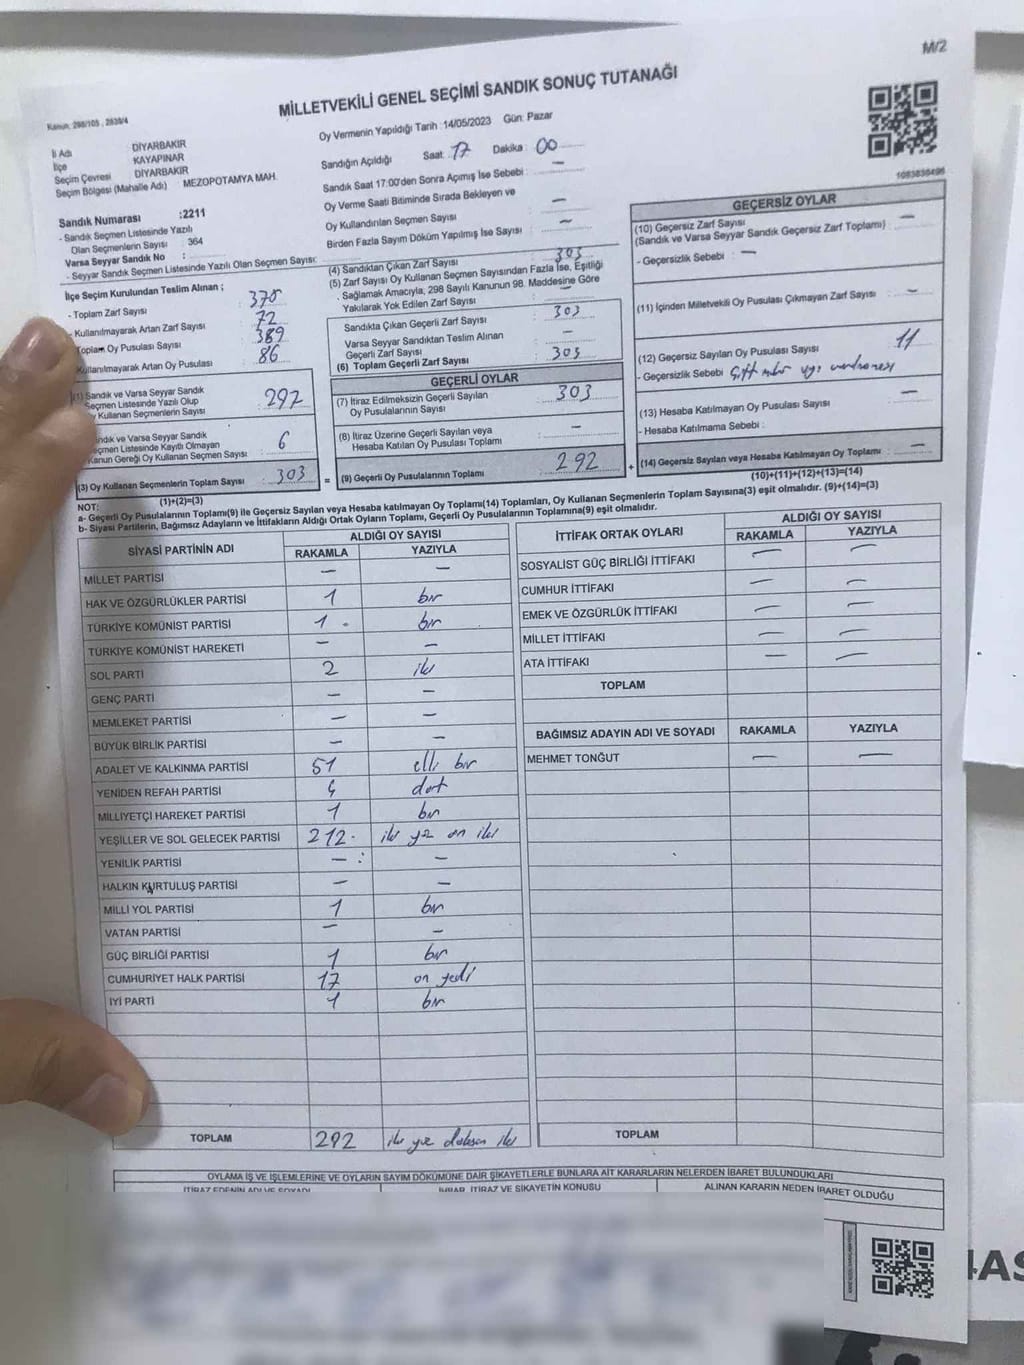 M/2
MİLLETVEKİLİ GENEL SEÇİMİ SANDIK SONUÇ TUTANAĞI
Kanun: 298/105 , 2839/4
İl Adı DİYARBAKIR
İlçe KAYAPINAR
Seçim Çevresi DİYARBAKIR
Seçim Bölgesi (Mahalle Adı) MEZOPOTAMYA MAH.
Sandık Numarası :2211
- Sandık Seçmen Listesinde Yazılı
Olan Seçmenlerin Sayısı : 364
Varsa Seyyar Sandık No :
- Seyyar Sandık Seçmen Listesinde Yazılı Olan Seçmen Sayısı:
Oy Vermenin Yapıldığı Tarih :14/05/2023 Gün: Pazar
Sandığın Açıldığı Saat: 17 Dakika : 00
Sandık Saat 17:00'den Sonra Açımış İse Sebebi : —
Oy Verme Saati Bitiminde Sırada Bekleyen ve
Oy Kullandırılan Seçmen Sayısı : —
Birden Fazla Sayım Döküm Yapılmış İse Sayısı : —
1083838496
İlçe Seçim Kurulundan Teslim Alınan ;
- Toplam Zarf Sayısı : 375
- Kullanılmayarak Artan Zarf Sayısı : 72
Toplam Oy Pusulası Sayısı : 389
Kullanılmayarak Artan Oy Pusulası : 86
(1) Sandık ve Varsa Seyyar Sandık
Seçmen Listesinde Yazılı Olup
Oy Kullanan Seçmenlerin Sayısı : 297
Sandık ve Varsa Seyyar Sandık
Seçmen Listesinde Kayıtlı Olmayan
Kanun Gereği Oy Kullanan Seçmen Sayısı : 6
(3) Oy Kullanan Seçmenlerin Toplam Sayısı : 303
(1)+(2)=(3)
(4) Sandıktan Çıkan Zarf Sayısı : 303
(5) Zarf Sayısı Oy Kullanan Seçmen Sayısından Fazla İse, Eşitliği
Sağlamak Amacıyla, 298 Sayılı Kanunun 98. Maddesine Göre
Yakılarak Yok Edilen Zarf Sayısı : —
Sandıkta Çıkan Geçerli Zarf Sayısı : 303
Varsa Seyyar Sandıktan Teslim Alınan
Geçerli Zarf Sayısı : —
(6) Toplam Geçerli Zarf Sayısı : 303
GEÇERLİ OYLAR
(7) İtiraz Edilmeksizin Geçerli Sayılan
Oy Pusulalarının Sayısı : 303
(8) İtiraz Üzerine Geçerli Sayılan veya
Hesaba Katılan Oy Pusulası Toplamı : —
= (9) Geçerli Oy Pusulalarının Toplamı : 292 +
GEÇERSİZ OYLAR
(10) Geçersiz Zarf Sayısı : —
(Sandık ve Varsa Seyyar Sandık Geçersiz Zarf Toplamı)
- Geçersizlik Sebebi : —
(11) İçinden Milletvekili Oy Pusulası Çıkmayan Zarf Sayısı : —
(12) Geçersiz Sayılan Oy Pusulası Sayısı : 11
- Geçersizlik Sebebi : Çift
(13) Hesaba Katılmayan Oy Pusulası Sayısı : —
- Hesaba Katılmama Sebebi :
(14) Geçersiz Sayılan veya Hesaba Katılmayan Oy Toplamı : —
(10)+(11)+(12)+(13)=(14)
NOT:
a- Geçerli Oy Pusulalarının Toplamı(9) ile Geçersiz Sayılan veya Hesaba katılmayan Oy Toplamı(14) Toplamları, Oy Kullanan Seçmenlerin Toplam Sayısına(3) eşit olmalıdır. (9)+(14)=(3)
b- Siyasi Partilerin, Bağımsız Adayların ve İttifakların Aldığı Ortak Oyların Toplamı, Geçerli Oy Pusulalarının Toplamına(9) eşit olmalıdır.
SİYASİ PARTİNİN ADI ALDIĞI OY SAYISI
RAKAMLA YAZIYLA
MİLLET PARTİSİ — —
HAK VE ÖZGÜRLÜKLER PARTİSİ 1 bir
TÜRKİYE KOMÜNİST PARTİSİ 1 bir
TÜRKİYE KOMÜNİST HAREKETİ — —
SOL PARTİ 2 iki
GENÇ PARTİ — —
MEMLEKET PARTİSİ — —
BÜYÜK BİRLİK PARTİSİ — —
ADALET VE KALKINMA PARTİSİ 51 elli bir
YENİDEN REFAH PARTİSİ 4 dört
MİLLİYETÇİ HAREKET PARTİSİ 1 bir
YEŞİLLER VE SOL GELECEK PARTİSİ 212 iki yüz on iki
YENİLİK PARTİSİ — —
HALKIN KURTULUŞ PARTİSİ — —
MİLLİ YOL PARTİSİ 1 bir
VATAN PARTİSİ — —
GÜÇ BİRLİĞİ PARTİSİ 1 bir
CUMHURİYET HALK PARTİSİ 17 on yedi
İYİ PARTİ 1 bir
TOPLAM 292 iki yüz doksan iki
İTTİFAK ORTAK OYLARI ALDIĞI OY SAYISI
RAKAMLA YAZIYLA
SOSYALİST GÜÇ BİRLİĞİ İTTİFAKI — —
CUMHUR İTTİFAKI — —
EMEK VE ÖZGÜRLÜK İTTİFAKI — —
MİLLET İTTİFAKI — —
ATA İTTİFAKI — —
TOPLAM
BAĞIMSIZ ADAYIN ADI VE SOYADI RAKAMLA YAZIYLA
MEHMET TONĞUT — —
TOPLAM
OYLAMA İŞ VE İŞLEMLERİNE VE OYLARIN SAYIM DÖKÜMÜNE DAİR ŞİKAYETLERLE BUNLARA AİT KARARLARIN NELERDEN İBARET BULUNDUKLARI
İTİRAZ EDENİN ADI VE SOYADI İHBAR, İTİRAZ VE ŞİKAYETİN KONUSU ALINAN KARARIN NEDEN İBARET OLDUĞU
4AS